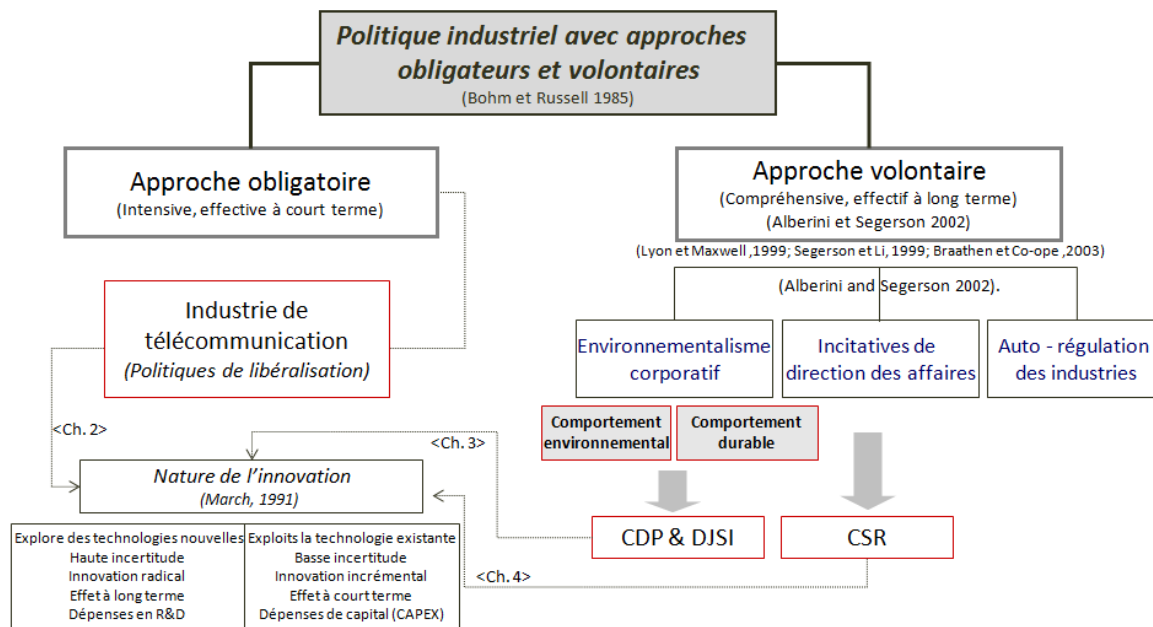 Politique industriel avec approches
obligateurs et volontaires
(Bohm et Russell 1985)
Approche obligatoire
(Intensive, effective à court terme)
Approche volontaire
(Compréhensive, effectif à long terme)
(Alberini et Segerson 2002)
(Lyon et Maxwell ,1999; Segerson et Li, 1999; Braathen et Co-ope ,2003)
(Alberini and Segerson 2002).
Industrie de
télécommunication
(Politiques de libéralisation)
Environnementalisme
corporatif
Incitatives de
direction des affaires
Auto - régulation
des industries
Comportement
environnemental
Comportement
durable
<Ch. 2>
<Ch. 3>
Nature de l’innovation
(March, 1991)
CDP & DJSI
CSR
<Ch. 4>
Explore des technologies nouvelles
Haute incertitude
Innovation radical
Effet à long terme
Dépenses en R&D
Exploits la technologie existante
Basse incertitude
Innovation incrémental
Effet à court terme
Dépenses de capital (CAPEX)